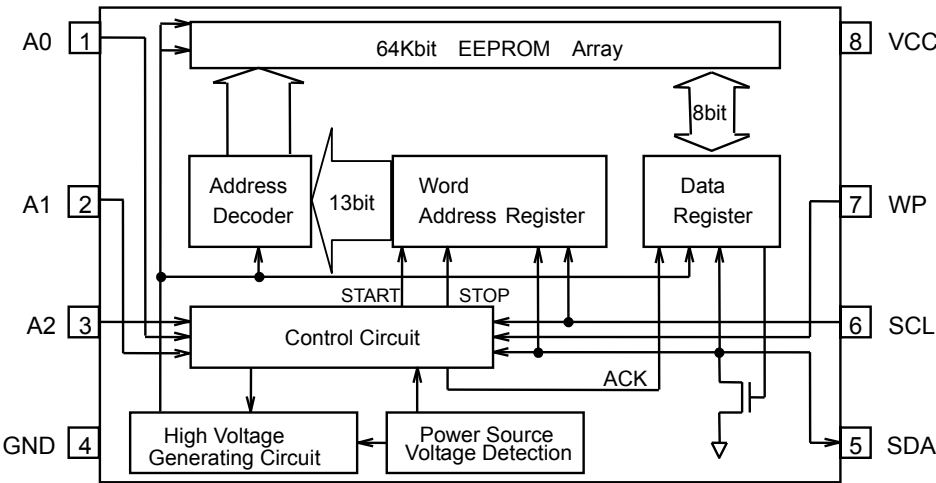 64Kbit EEPROM Array
A0 1
8 VCC
8bit
Address
Decoder
13bit
Word
Address Register
Data
Register
A1 2
7 WP
START
STOP
A2 3
Control Circuit
6 SCL
ACK
GND 4
High Voltage
Generating Circuit
Power Source
Voltage Detection
5 SDA